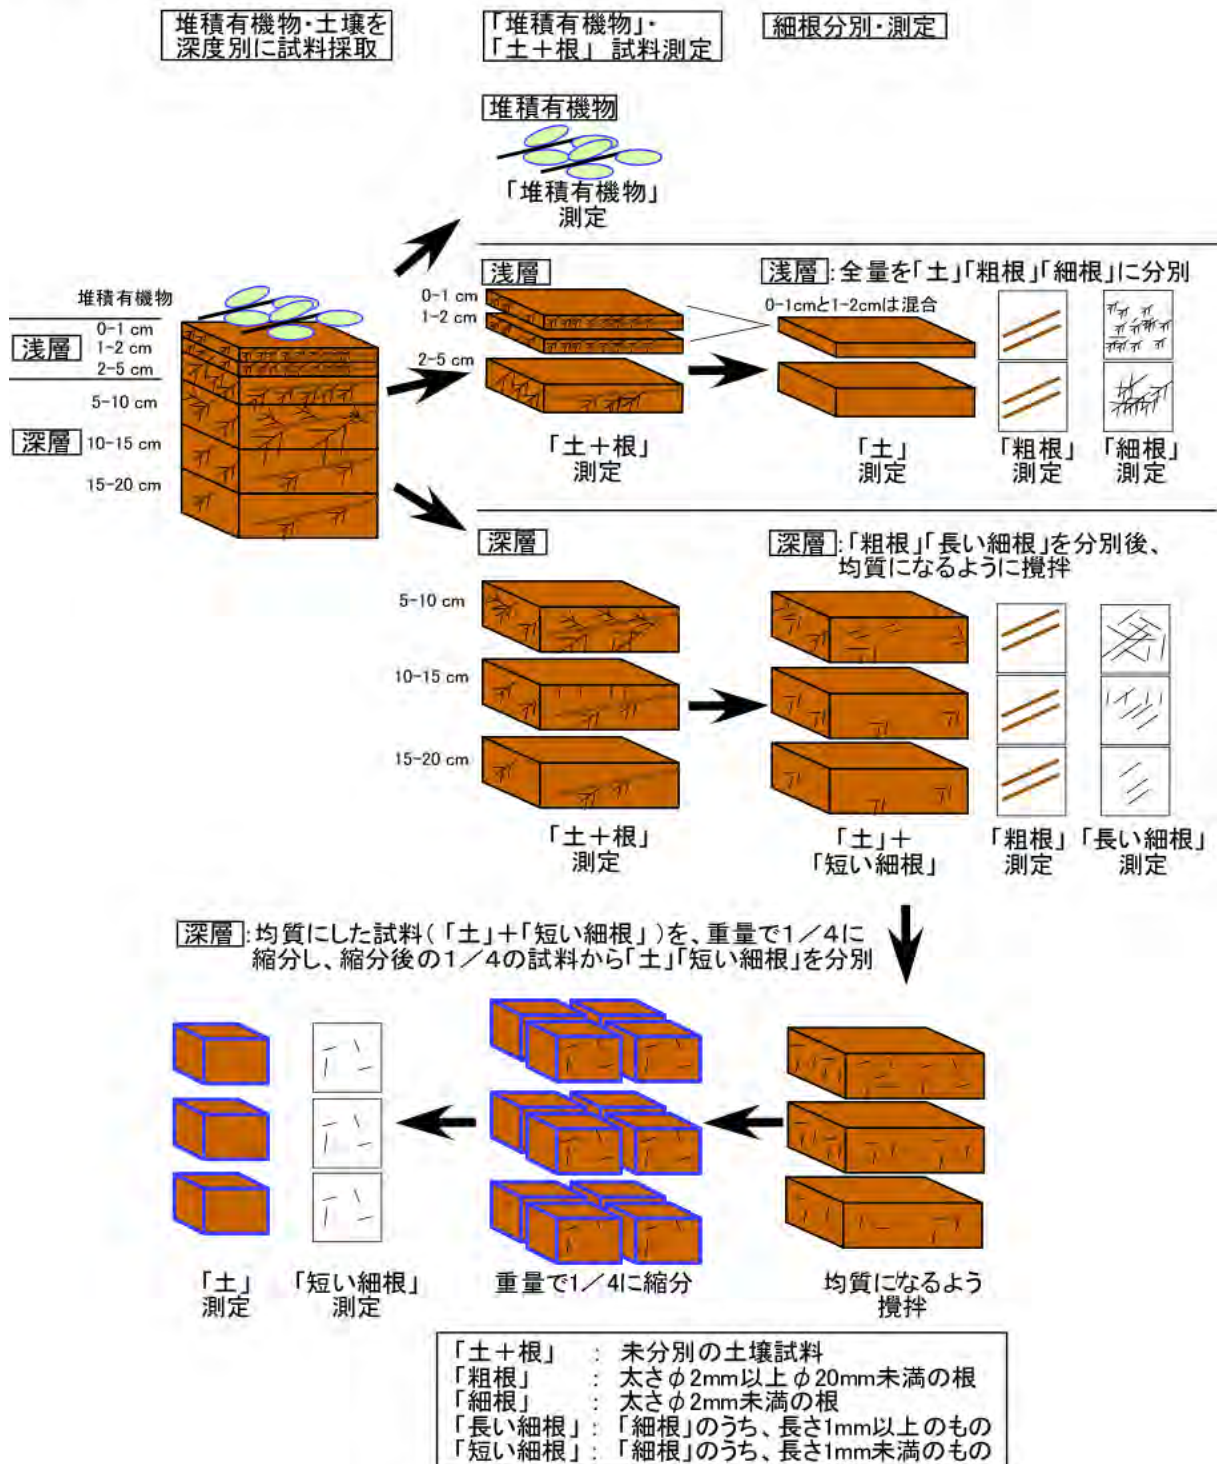 堆積有機物・土壌を
深度別に試料採取
「堆積有機物」・
「土＋根」 試料測定
細根分別・測定
堆積有機物
「堆積有機物」
測定
堆積有機物
浅層
0-1 cm
1-2 cm
2-5 cm
深層
5-10 cm
10-15 cm
15-20 cm
浅層
0-1 cm
1-2 cm
2-5 cm
「土＋根」
測定
浅層:全量を「土」「粗根」「細根」に分別
0-1cmと1-2cmは混合
「土」
測定
「粗根」
測定
「細根」
測定
深層
5-10 cm
10-15 cm
15-20 cm
「土＋根」
測定
深層:「粗根」「長い細根」を分別後、
均質になるように攪拌
「土」＋
「短い細根」
「粗根」
測定
「長い細根」
測定
深層:均質にした試料(「土」＋「短い細根」)を、重量で1／4に
縮分し、縮分後の1／4の試料から「土」「短い細根」を分別
「土」
測定
「短い細根」
測定
重量で1／4に縮分
均質になるよう
攪拌
「土＋根」 : 未分別の土壌試料
「粗根」 : 太さφ2mm以上φ20mm未満の根
「細根」 : 太さφ2mm未満の根
「長い細根」: 「細根」のうち、長さ1mm以上のもの
「短い細根」: 「細根」のうち、長さ1mm未満のもの